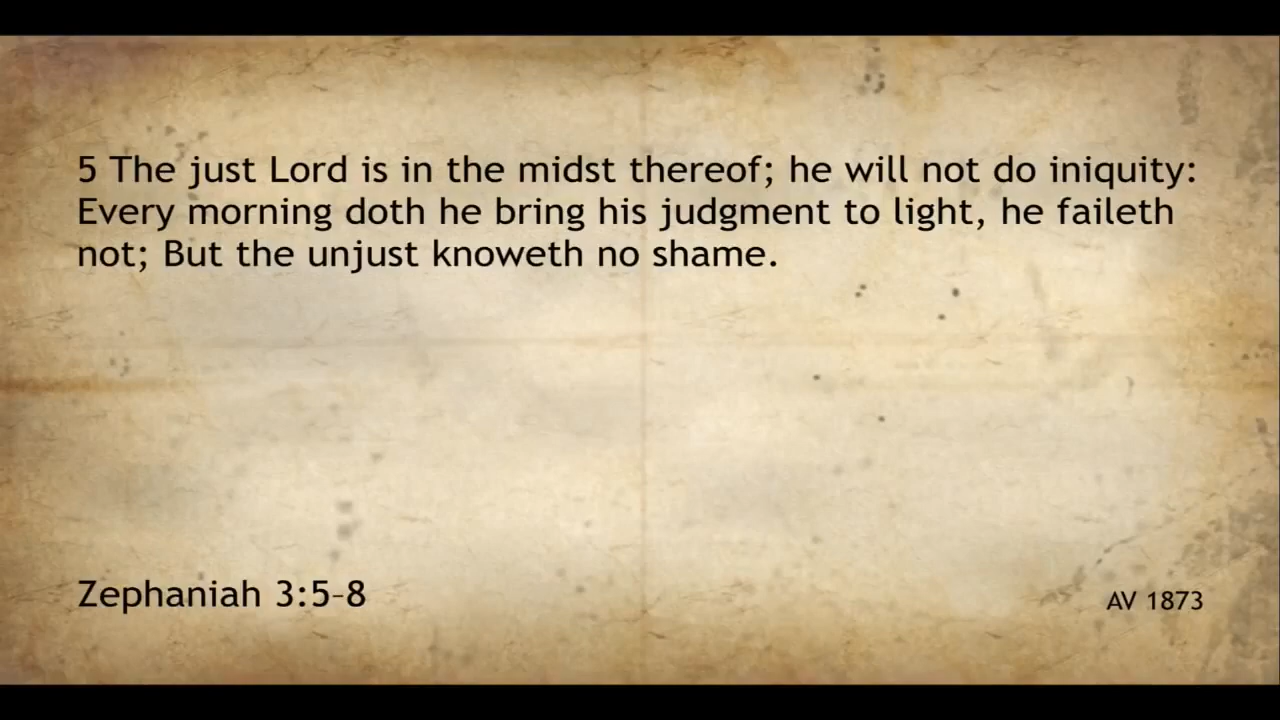 5 The just Lord is in the midst thereof; he will not do iniquity:
Every morning doth he bring his judgment to light, he faileth
not; But the unjust knoweth no shame.
Zephaniah 3:5–8
AV 1873